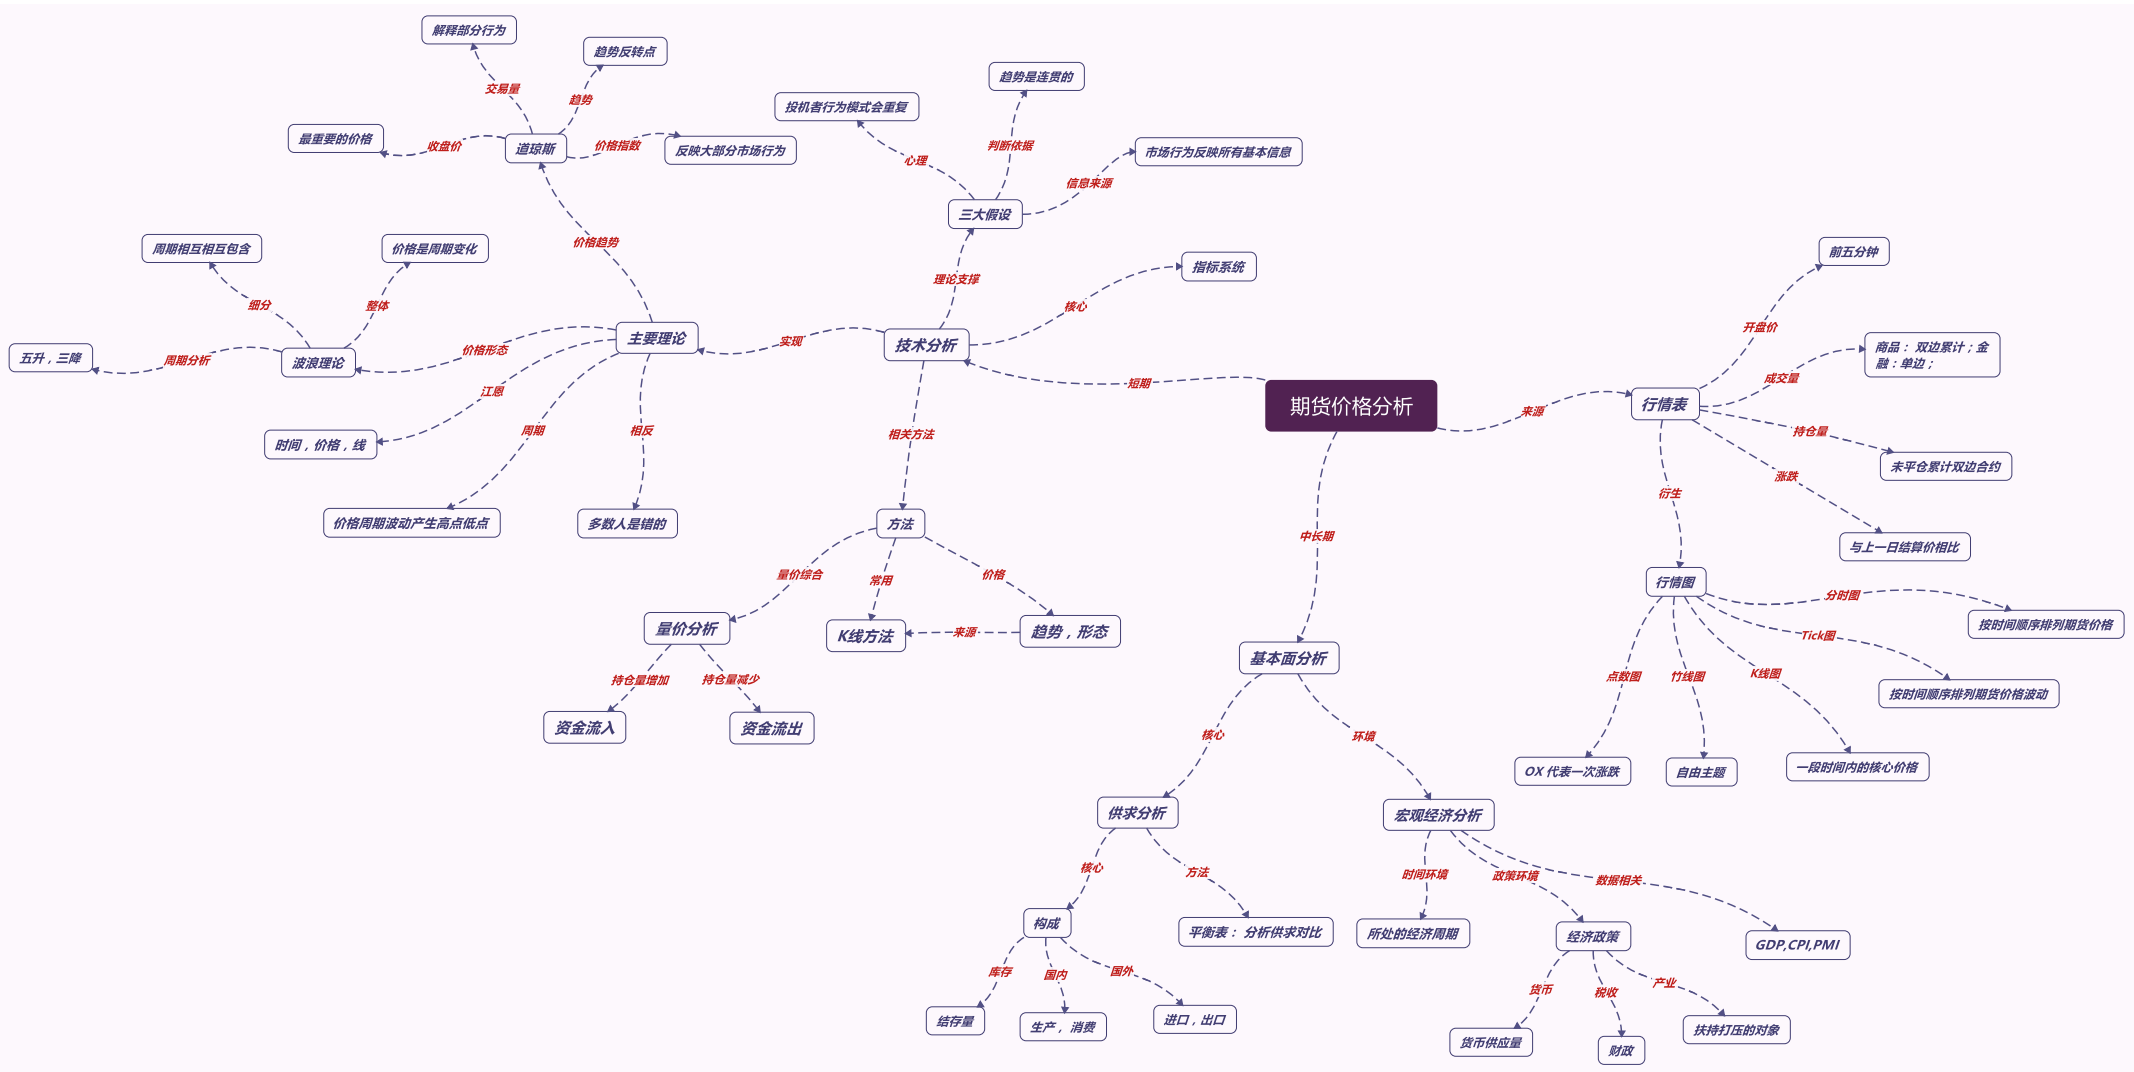 解释部分行为
趋势反转点
趋势是连贯的
交易量
趋势
投机者行为模式会重复
最重要的价格
收盘价
道琼斯
价格指数
反映大部分市场行为
判断依据
市场行为反映所有基本信息
心理
信息来源
三大假设
价格趋势
周期相互相互包含
价格是周期变化
前五分钟
理论支撑
指标系统
细分
整体
核心
开盘价
主要理论
实现
技术分析
商品： 双边累计；金
融：单边；
五升，三降
周期分析
波浪理论
价格形态
短期
成交量
江恩
期货价格分析
来源
行情表
时间，价格，线
周期
相反
相关方法
持仓量
未平仓累计双边合约
涨跌
衍生
价格周期波动产生高点低点
多数人是错的
方法
中长期
与上一日结算价相比
量价综合
常用
价格
行情图
分时图
按时间顺序排列期货价格
量价分析
K线方法
来源
趋势，形态
Tick图
基本面分析
持仓量增加
持仓量减少
点数图
竹线图
K线图
按时间顺序排列期货价格波动
资金流入
资金流出
核心
环境
OX 代表一次涨跌
自由主题
一段时间内的核心价格
供求分析
宏观经济分析
核心
方法
时间环境
政策环境
数据相关
构成
平衡表： 分析供求对比
所处的经济周期
经济政策
GDP,CPI,PMI
库存
国内
国外
货币
税收
产业
结存量
生产， 消费
进口，出口
货币供应量
财政
扶持打压的对象